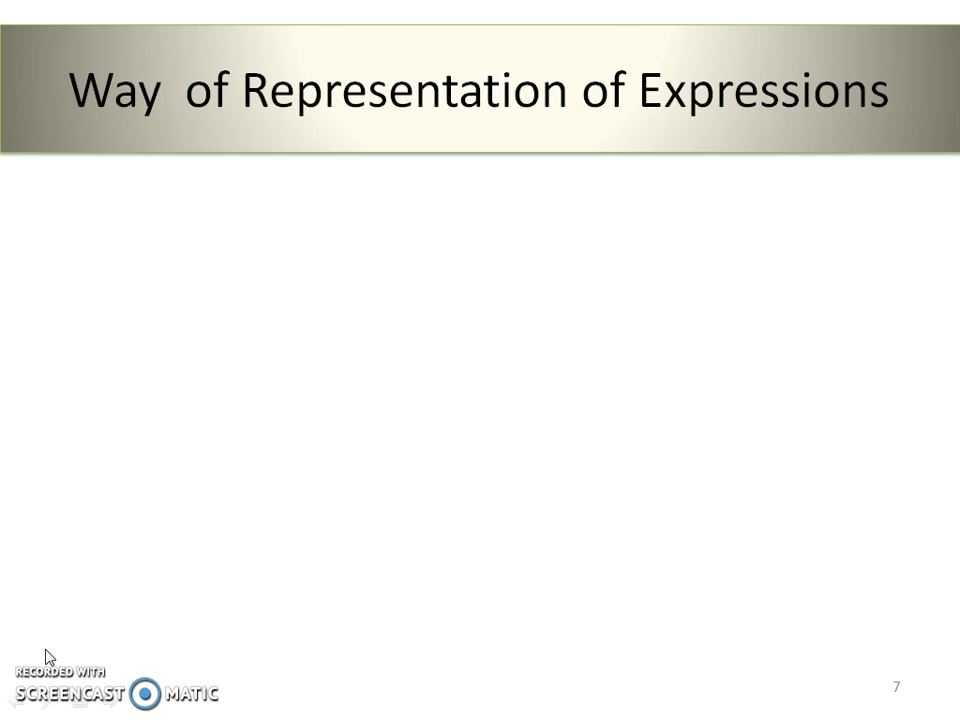 Way  of Representation of Expressions
RECORDED WITH
SCREENCAST MATIC
7